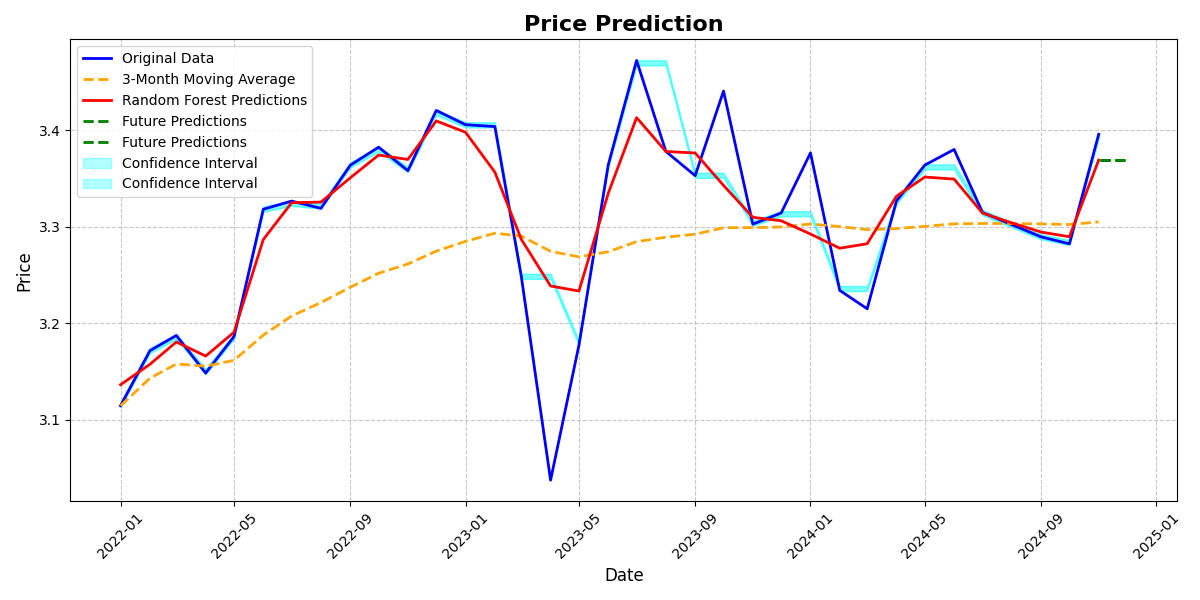 Price Prediction
Original Data
3-Month Moving Average
Random Forest Predictions
Future Predictions
Future Predictions
Confidence Interval
Confidence Interval
Price
3.4
3.3
3.2
3.1
2022-01
2022-05
2022-09
2023-01
2023-05
2023-09
2024-01
2024-05
2024-09
2025-01
Date